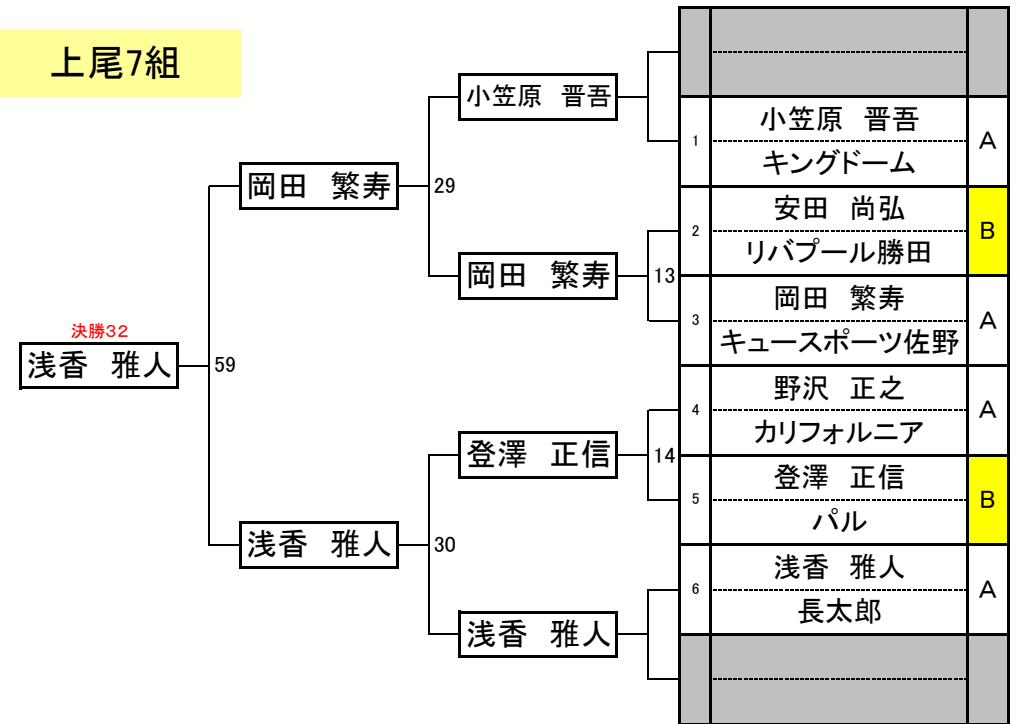 上尾7組
小笠原　晋吾
岡田　繁寿
29
岡田　繁寿
13
決勝32
浅香　雅人
59
登澤　正信
14
浅香　雅人
30
浅香　雅人
1
小笠原　晋吾
キングドーム
A
2
安田　尚弘
リバプール勝田
B
3
岡田　繁寿
キュースポーツ佐野
A
4
野沢　正之
カリフォルニア
A
5
登澤　正信
パル
B
6
浅香　雅人
長太郎
A